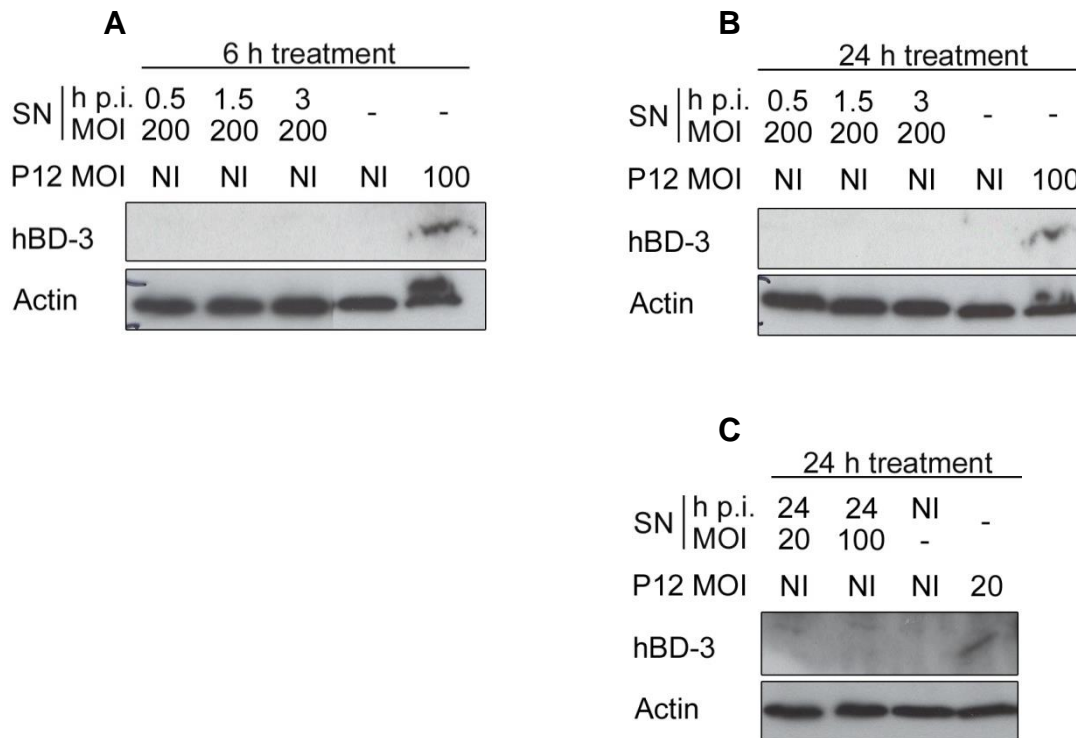 A
6 h treatment
SN h p.i. 0.5 1.5 3 - -
MOI 200 200 200
P12 MOI NI NI NI NI 100
hBD-3
Actin
B
24 h treatment
SN h p.i. 0.5 1.5 3 - -
MOI 200 200 200
P12 MOI NI NI NI NI 100
hBD-3
Actin
C
24 h treatment
SN h p.i. 24 24 NI -
MOI 20 100 -
P12 MOI NI NI NI 20
hBD-3
Actin